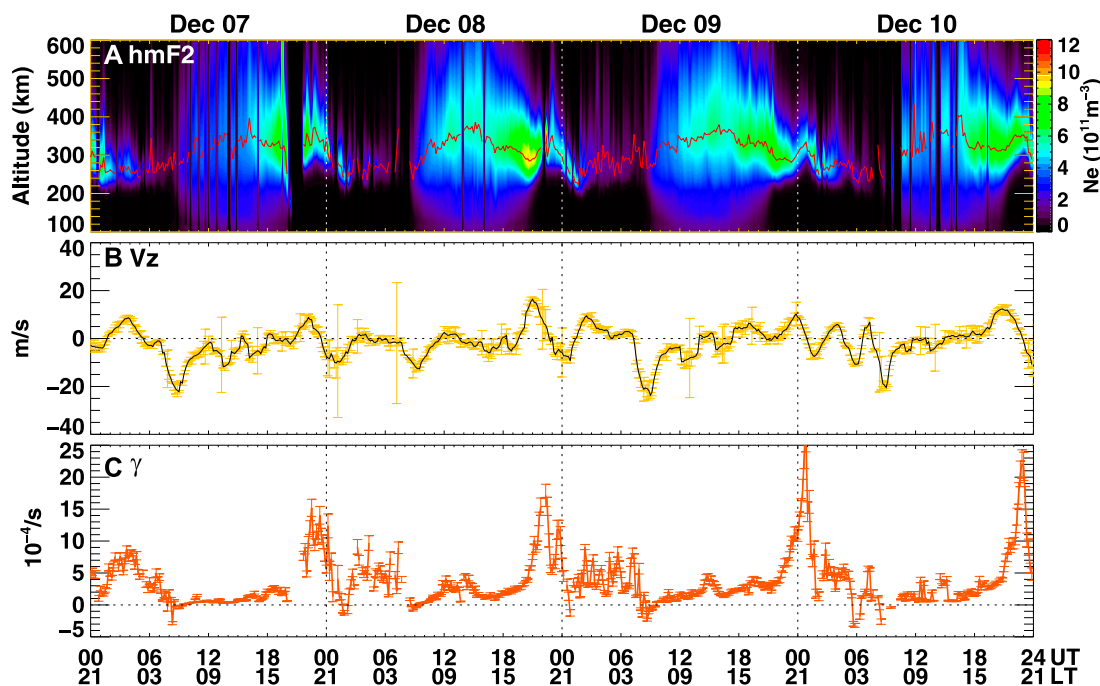 Dec 07 Dec 08 Dec 09 Dec 10
A hmF2
600
500
400
300
200
100
Altitude (km)
12
10
8
6
4
2
0
Ne (10¹¹m⁻³)
B Vz
40
20
0
−20
−40
m/s
C γ
25
20
15
10
5
0
−5
10⁻⁴/s
00 06 12 18 00 06 12 18 00 06 12 18 00 06 12 18 24 UT
21 03 09 15 21 03 09 15 21 03 09 15 21 03 09 15 21 LT